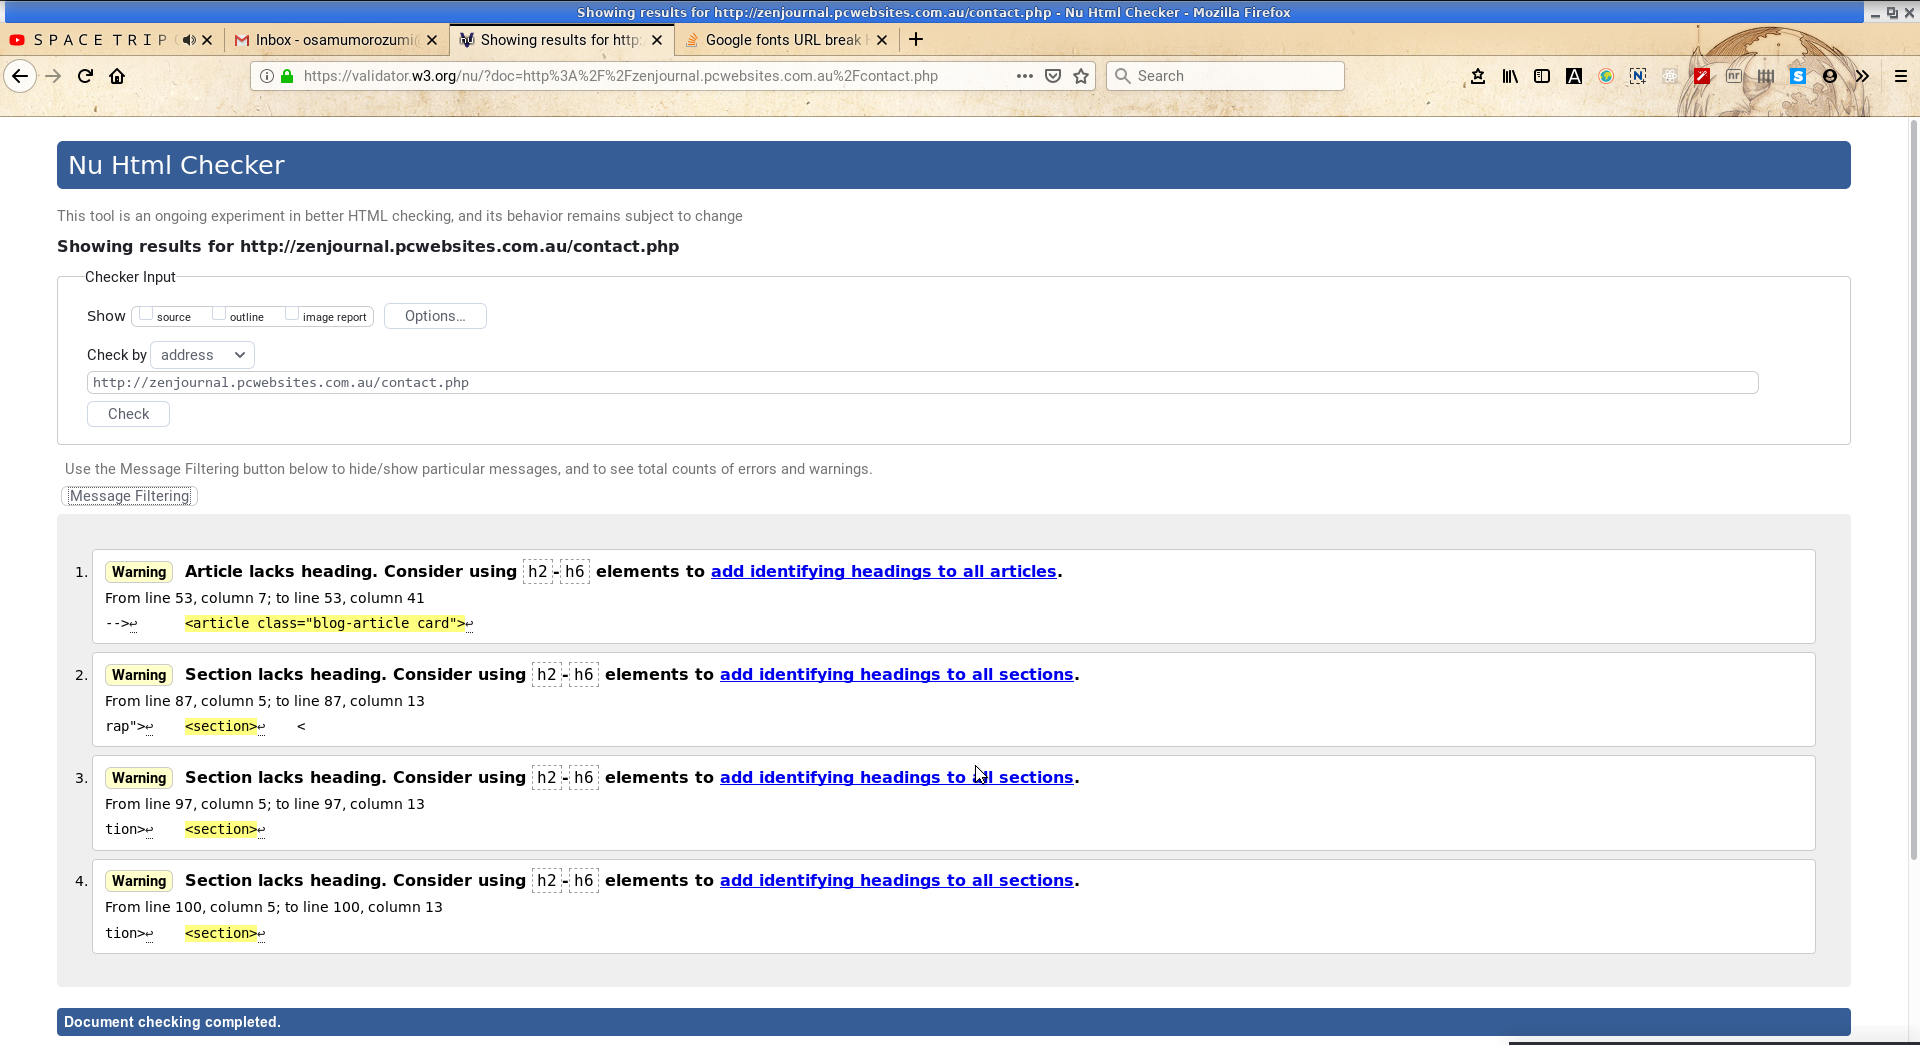 Showing results for http://zenjournal.pcwebsites.com.au/contact.php - Nu Html Checker - Mozilla Firefox
S P A C E T R I P
Inbox - osamumorozumi@
Showing results for http:
Google fonts URL break
https://validator.w3.org/nu/?doc=http%3A%2F%2Fzenjournal.pcwebsites.com.au%2Fcontact.php
Search
Nu Html Checker
This tool is an ongoing experiment in better HTML checking, and its behavior remains subject to change
Showing results for http://zenjournal.pcwebsites.com.au/contact.php
Checker Input
Show source outline image report Options...
Check by address
http://zenjournal.pcwebsites.com.au/contact.php
Check
Use the Message Filtering button below to hide/show particular messages, and to see total counts of errors and warnings.
Message Filtering
1. Warning Article lacks heading. Consider using h2-h6 elements to add identifying headings to all articles.
From line 53, column 7; to line 53, column 41
-->↩ <article class="blog-article card">↩
2. Warning Section lacks heading. Consider using h2-h6 elements to add identifying headings to all sections.
From line 87, column 5; to line 87, column 13
rap">↩ <section>↩ <
3. Warning Section lacks heading. Consider using h2-h6 elements to add identifying headings to all sections.
From line 97, column 5; to line 97, column 13
tion>↩ <section>↩
4. Warning Section lacks heading. Consider using h2-h6 elements to add identifying headings to all sections.
From line 100, column 5; to line 100, column 13
tion>↩ <section>↩
Document checking completed.